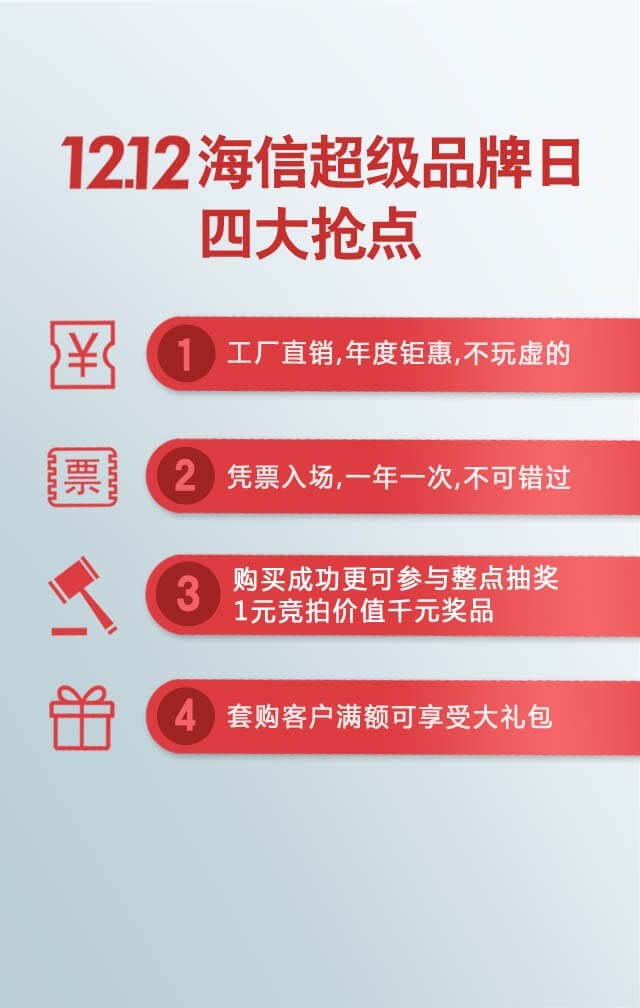 12.12海信超级品牌日
四大抢点
¥
1 工厂直销,年度钜惠,不玩虚的
票
2 凭票入场,一年一次,不可错过
3 购买成功更可参与整点抽奖
1元竞拍价值千元奖品
4 套购客户满额可享受大礼包